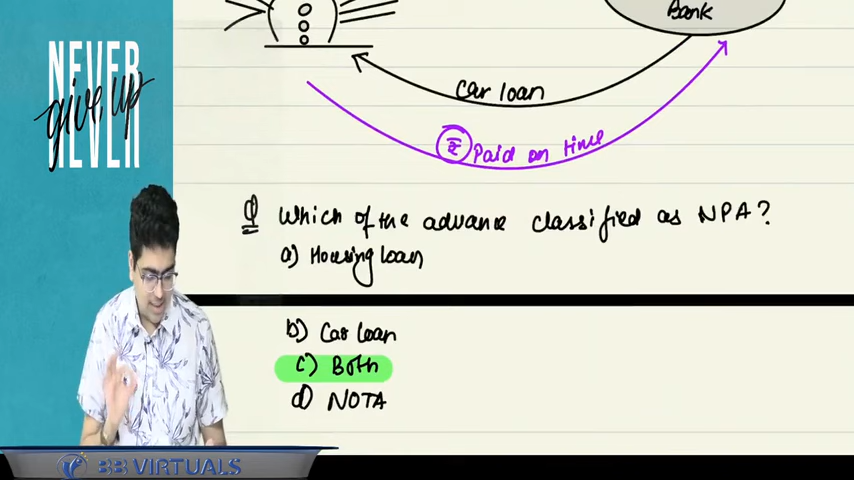 NEVER
give up
NEVER
Bank
Car loan
₹ Paid on time
Q Which of the advance classified as NPA?
a) Housing loan
b) Car loan
c) Both
d) NOTA
BB VIRTUALS